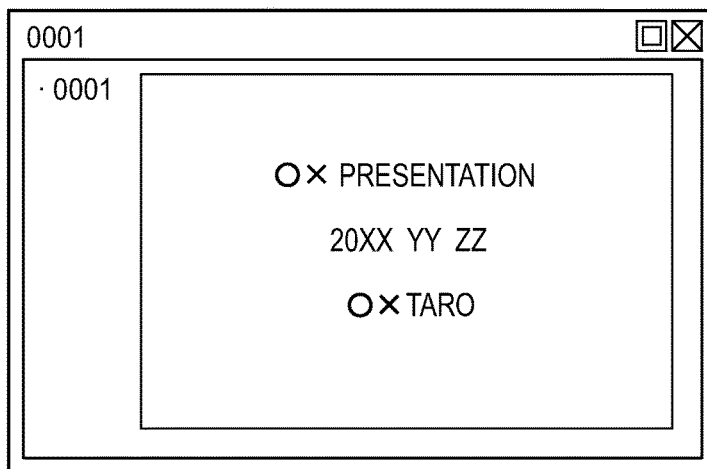 0001
· 0001
○× PRESENTATION
20XX YY ZZ
○× TARO